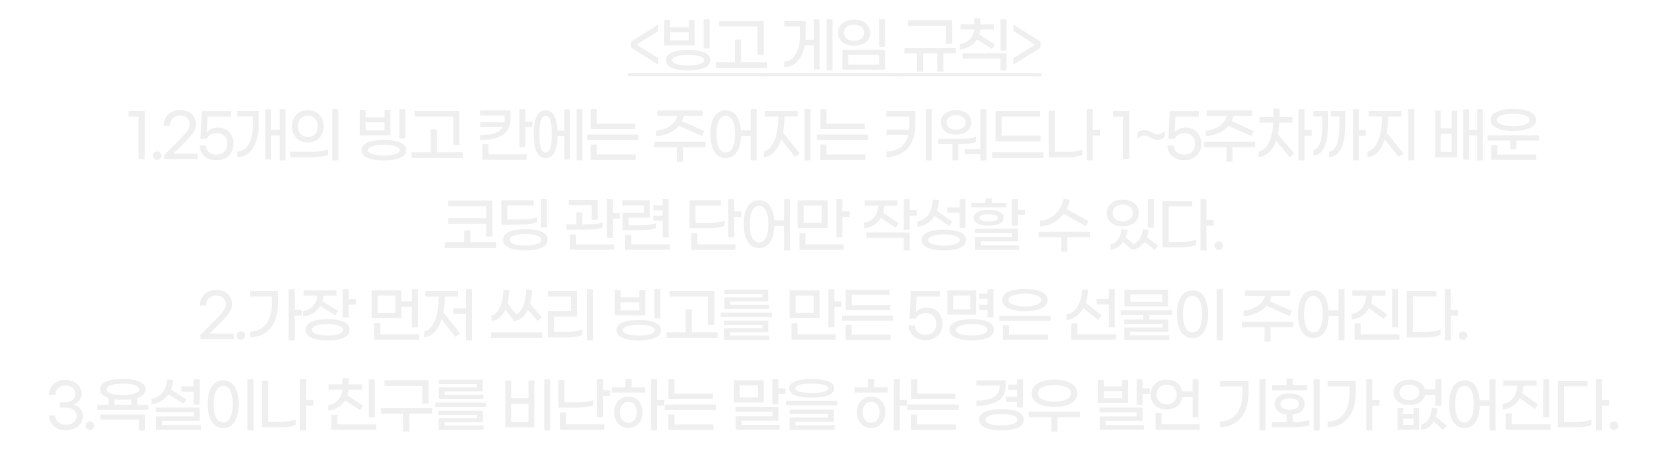 <빙고 게임 규칙>
1.25개의 빙고 칸에는 주어지는 키워드나 1~5주차까지 배운
코딩 관련 단어만 작성할 수 있다.
2.가장 먼저 쓰리 빙고를 만든 5명은 선물이 주어진다.
3.욕설이나 친구를 비난하는 말을 하는 경우 발언 기회가 없어진다.